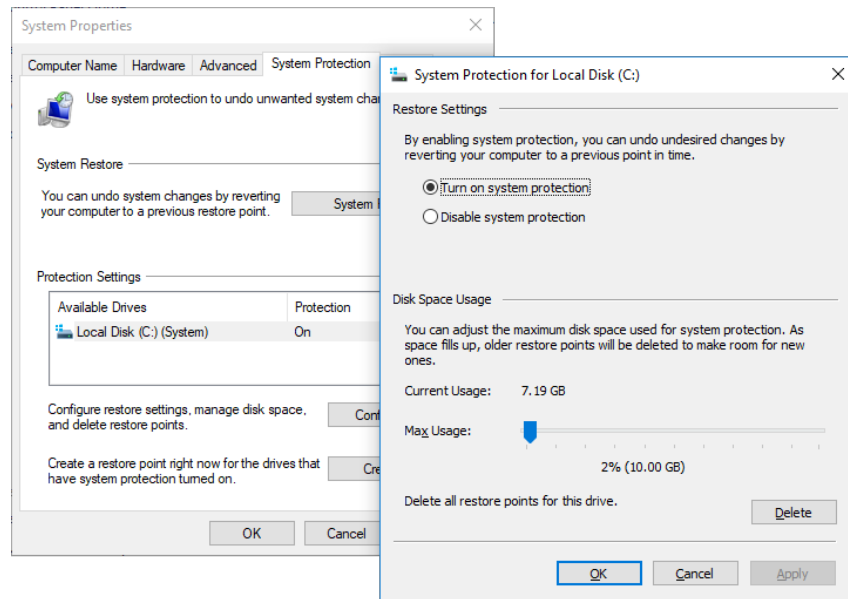 System Properties
Computer Name Hardware Advanced System Protection
Use system protection to undo unwanted system
System Restore
You can undo system changes by reverting
your computer to a previous restore point.
System
Protection Settings
Available Drives Protection
Local Disk (C:) (System) On
Configure restore settings, manage disk space,
and delete restore points.
Create a restore point right now for the drives that
have system protection turned on.
OK Cancel
System Protection for Local Disk (C:)
Restore Settings
By enabling system protection, you can undo undesired changes by
reverting your computer to a previous point in time.
Turn on system protection
Disable system protection
Disk Space Usage
You can adjust the maximum disk space used for system protection. As
space fills up, older restore points will be deleted to make room for new
ones.
Current Usage: 7.19 GB
Max Usage:
2% (10.00 GB)
Delete all restore points for this drive.
Delete
OK Cancel Apply